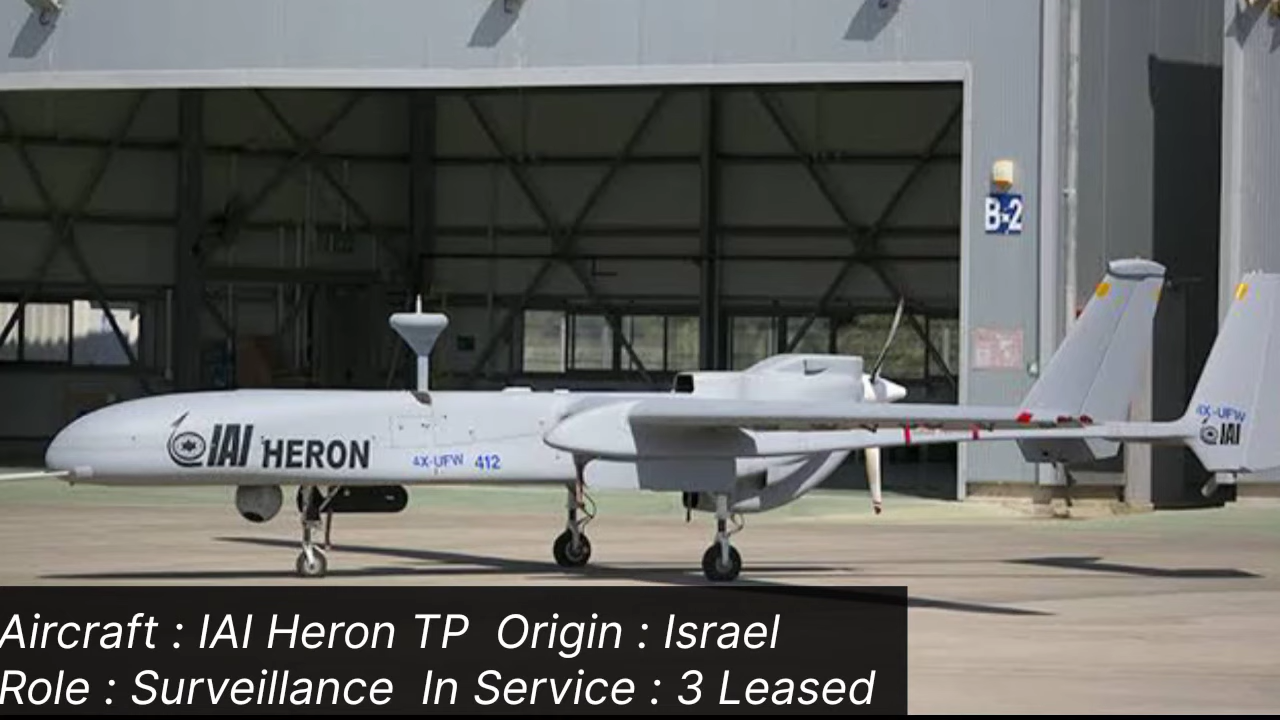 B-2
IAI HERON
4X-UFW 412
4X-UFW
IAI
Aircraft : IAI Heron TP Origin : Israel
Role : Surveillance In Service : 3 Leased